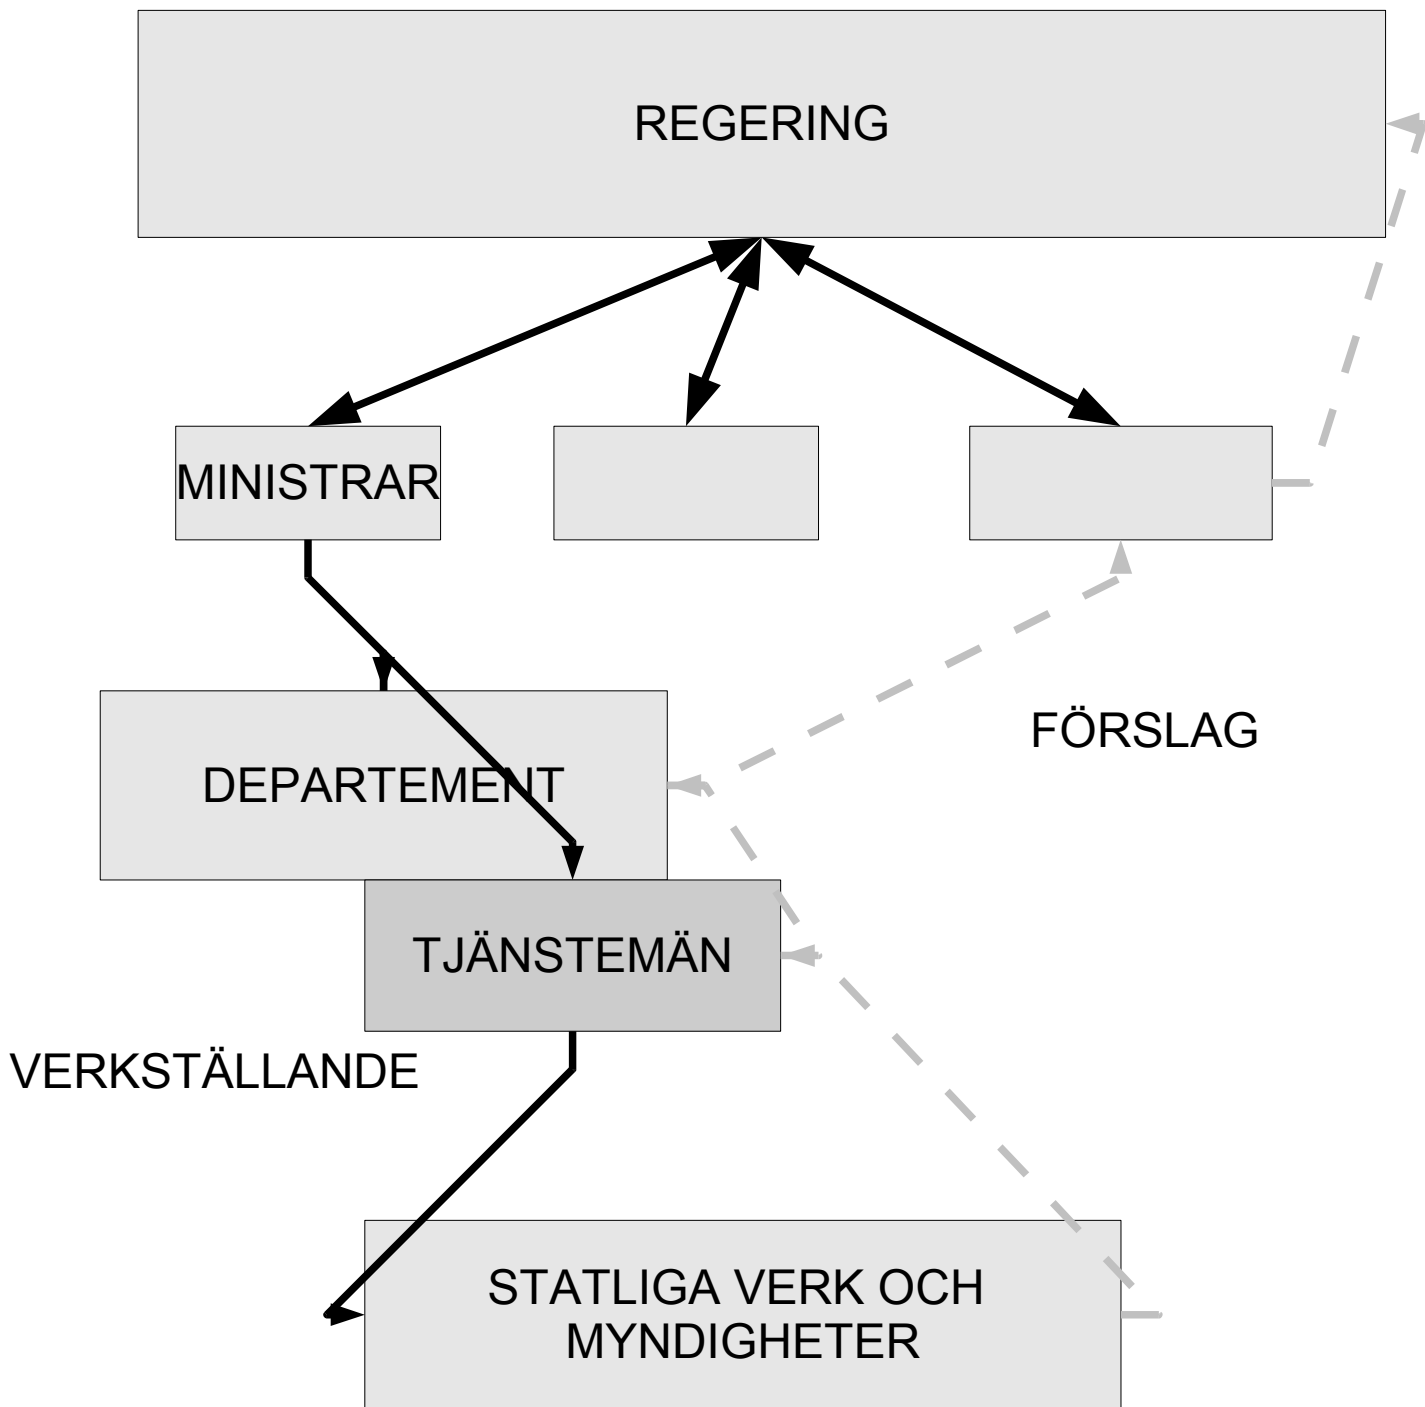 REGERING
MINISTRAR
FÖRSLAG
DEPARTEMENT
TJÄNSTEMÄN
VERKSTÄLLANDE
STATLIGA VERK OCH
MYNDIGHETER